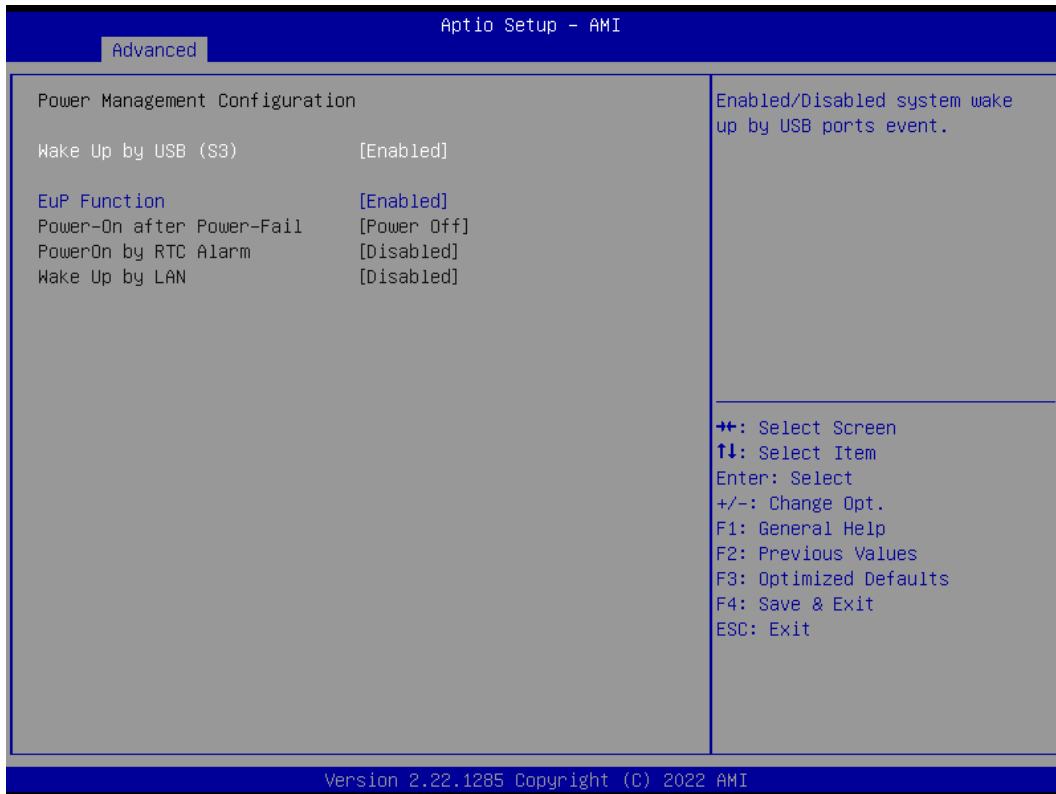 Aptio Setup – AMI
Advanced
Power Management Configuration
Wake Up by USB (S3) [Enabled]
EuP Function [Enabled]
Power-On after Power-Fail [Power Off]
PowerOn by RTC Alarm [Disabled]
Wake Up by LAN [Disabled]
Enabled/Disabled system wake
up by USB ports event.
→←: Select Screen
↑↓: Select Item
Enter: Select
+/-: Change Opt.
F1: General Help
F2: Previous Values
F3: Optimized Defaults
F4: Save & Exit
ESC: Exit
Version 2.22.1285 Copyright (C) 2022 AMI